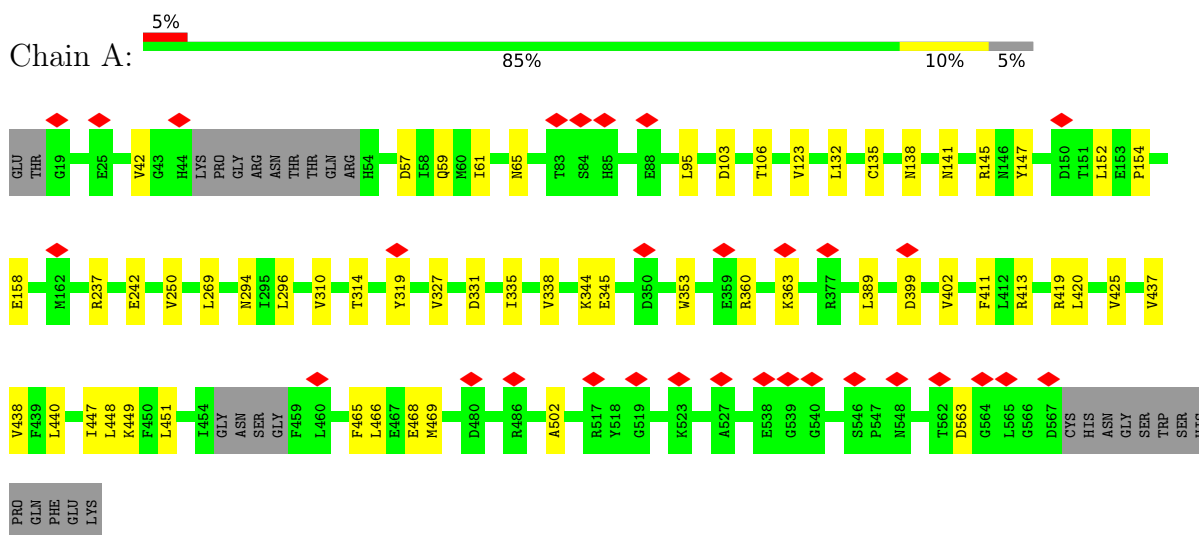 5%
Chain A:
85% 10% 5%
GLU THR G19 E25 V42 G43 H44 LYS PRO GLY ARG ASN THR THR GLN ARG H54 D57 I58 Q59 M60 I61 N65 T83 S84 H85 E88 L95 D103 T106 V123 L132 C135 N138 N141 R145 N146 Y147 D150 T151 L152 E153 P154
E158 M162 R237 E242 V250 L269 N294 I295 L296 V310 T314 Y319 V327 D331 I335 V338 K344 E345 D350 W353 E359 R360 K363 R377 L389 D399 V402 F411 L412 R413 R419 L420 V425 V437
V438 F439 L440 I447 L448 K449 F450 L451 I454 GLY ASN SER GLY F459 L460 F465 L466 E467 E468 M469 D480 R486 A502 R517 Y518 G519 K523 A527 E538 G539 G540 S546 P547 N548 T562 D563 G564 L565 G566 D567 CYS HIS ASN GLY SER TRP SER
PRO GLN PHE GLU LYS